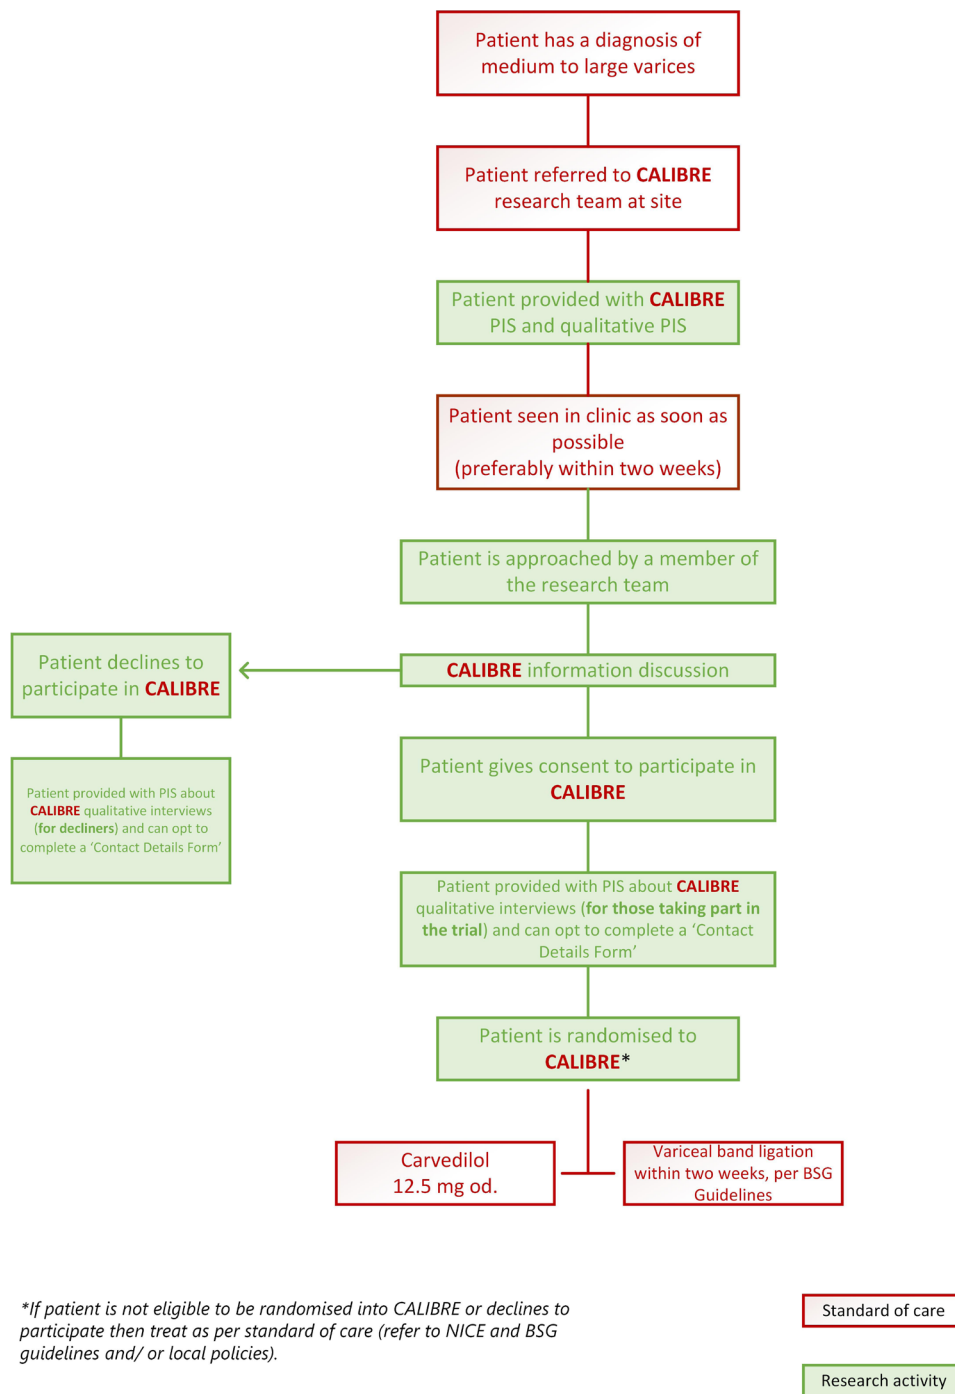 Patient has a diagnosis of
medium to large varices
Patient referred to CALIBRE
research team at site
Patient provided with CALIBRE
PIS and qualitative PIS
Patient seen in clinic as soon as
possible
(preferably within two weeks)
Patient is approached by a member of
the research team
CALIBRE information discussion
Patient declines to
participate in CALIBRE
Patient provided with PIS about
CALIBRE qualitative interviews
(for decliners) and can opt to
complete a ‘Contact Details Form’
Patient gives consent to participate in
CALIBRE
Patient provided with PIS about CALIBRE
qualitative interviews (for those taking part in
the trial) and can opt to complete a ‘Contact
Details Form’
Patient is randomised to
CALIBRE*
Carvedilol
12.5 mg od.
Variceal band ligation
within two weeks, per BSG
Guidelines
*If patient is not eligible to be randomised into CALIBRE or declines to
participate then treat as per standard of care (refer to NICE and BSG
guidelines and/ or local policies).
Standard of care
Research activity